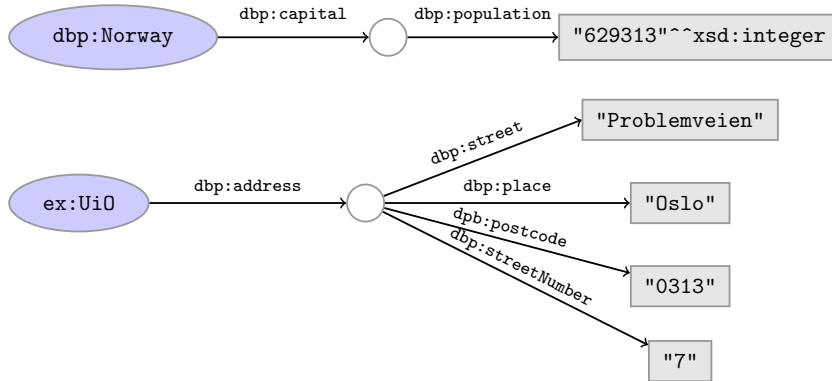 dbp:capital
dbp:population
dbp:Norway
"629313"^^xsd:integer
"Problemveien"
dbp:street
dbp:address
dbp:place
ex:UiO
"Oslo"
dpb:postcode
dbp:streetNumber
"0313"
"7"